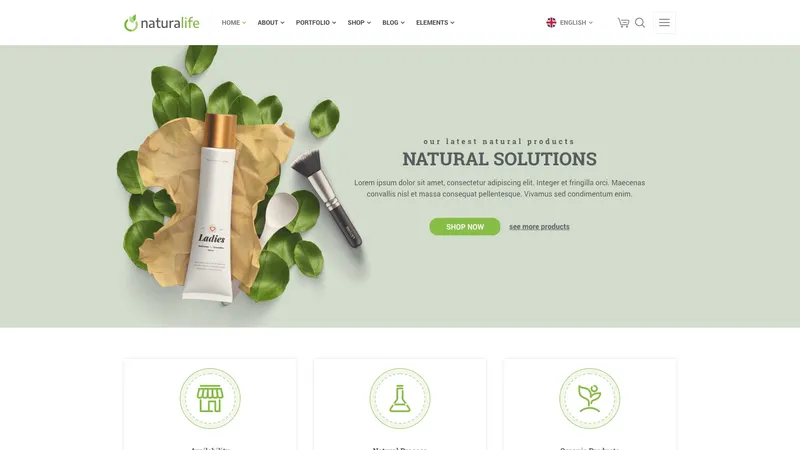 naturalife
HOME
ABOUT
PORTFOLIO
SHOP
BLOG
ELEMENTS
ENGLISH
our latest natural products
NATURAL SOLUTIONS
Lorem ipsum dolor sit amet, consectetur adipiscing elit. Integer et fringilla orci. Maecenas
convallis nisl et massa consequat pellentesque. Vivamus sed condimentum enim.
SHOP NOW
see more products
Ladies